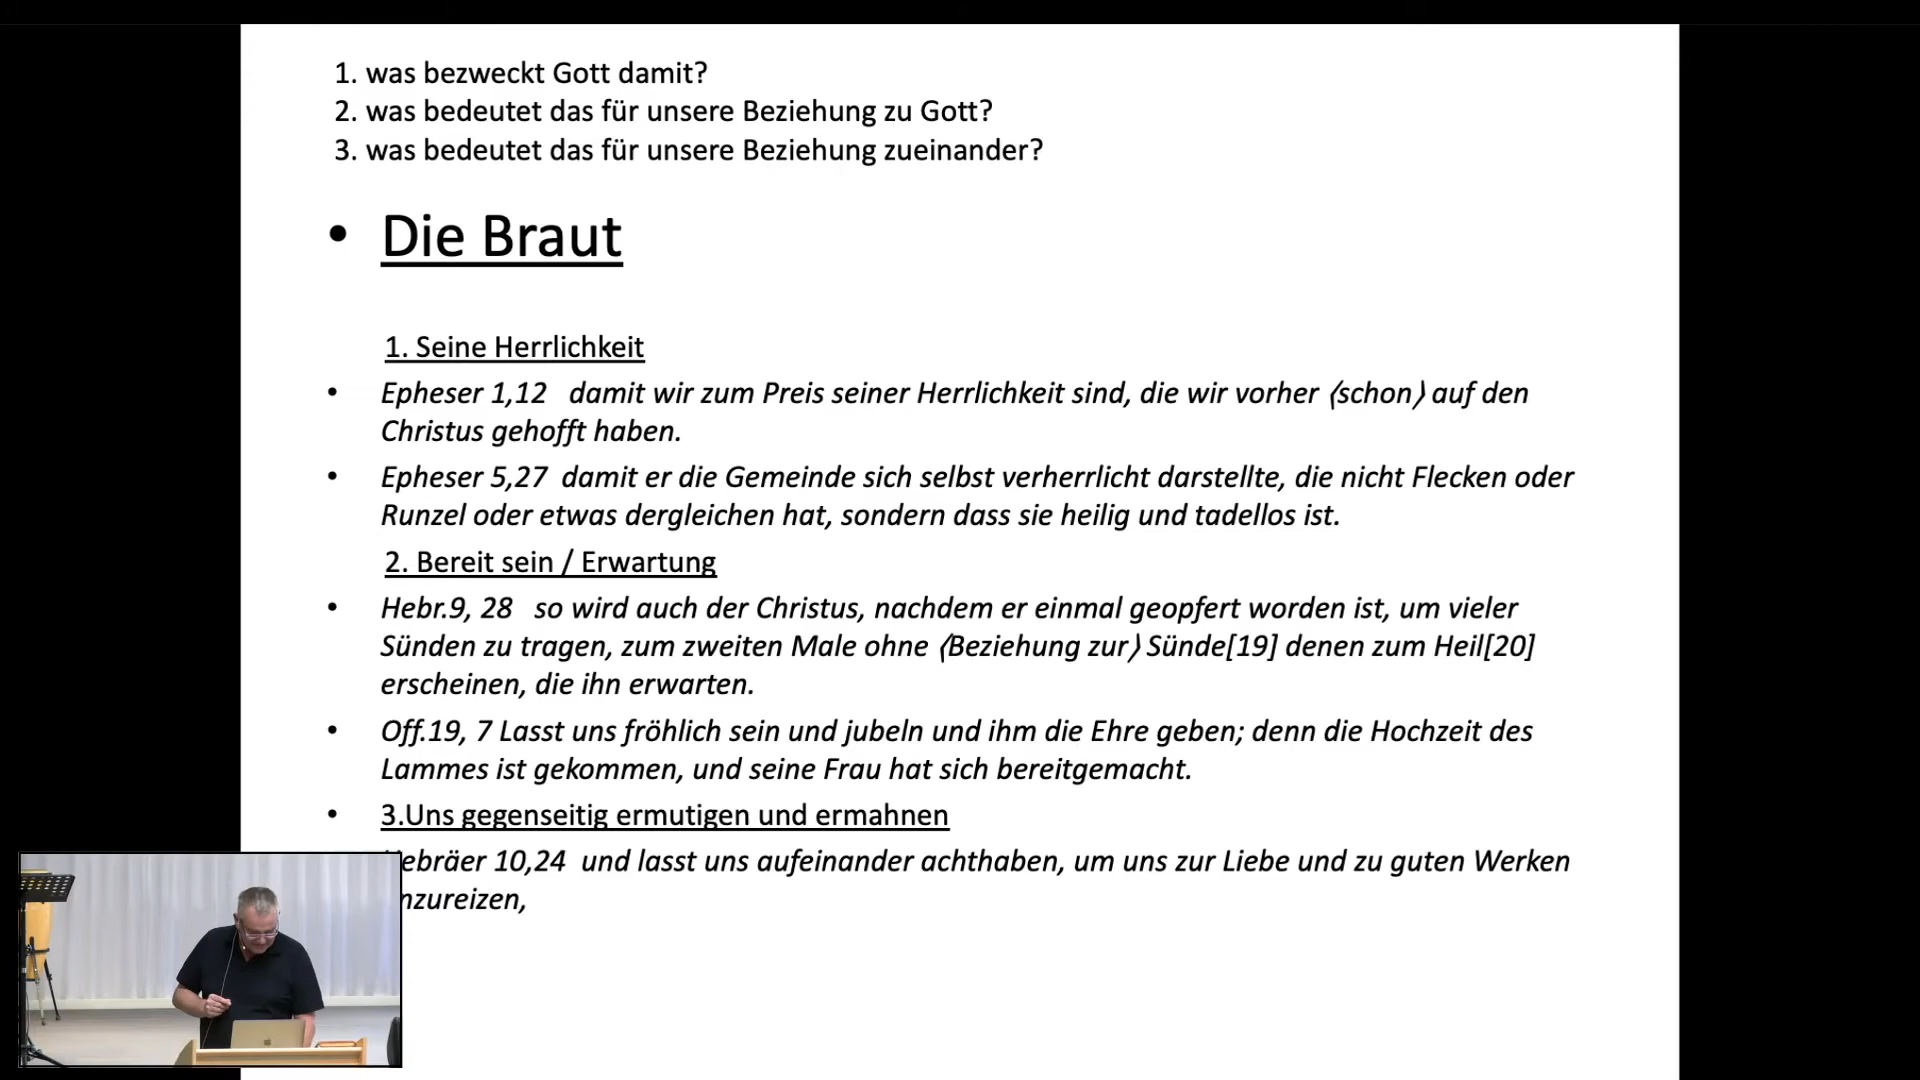 1. was bezweckt Gott damit?
2. was bedeutet das für unsere Beziehung zu Gott?
3. was bedeutet das für unsere Beziehung zueinander?
• Die Braut
1. Seine Herrlichkeit
• Epheser 1,12 damit wir zum Preis seiner Herrlichkeit sind, die wir vorher ⟨schon⟩ auf den
Christus gehofft haben.
• Epheser 5,27 damit er die Gemeinde sich selbst verherrlicht darstellte, die nicht Flecken oder
Runzel oder etwas dergleichen hat, sondern dass sie heilig und tadellos ist.
2. Bereit sein / Erwartung
• Hebr.9, 28 so wird auch der Christus, nachdem er einmal geopfert worden ist, um vieler
Sünden zu tragen, zum zweiten Male ohne ⟨Beziehung zur⟩ Sünde[19] denen zum Heil[20]
erscheinen, die ihn erwarten.
• Off.19, 7 Lasst uns fröhlich sein und jubeln und ihm die Ehre geben; denn die Hochzeit des
Lammes ist gekommen, und seine Frau hat sich bereitgemacht.
• 3.Uns gegenseitig ermutigen und ermahnen
ebräer 10,24 und lasst uns aufeinander achthaben, um uns zur Liebe und zu guten Werken
nzureizen,